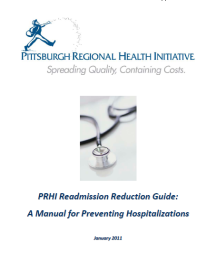 PITTSBURGH REGIONAL HEALTH INITIATIVE
Spreading Quality, Containing Costs.
PRHI Readmission Reduction Guide:
A Manual for Preventing Hospitalizations
January 2011